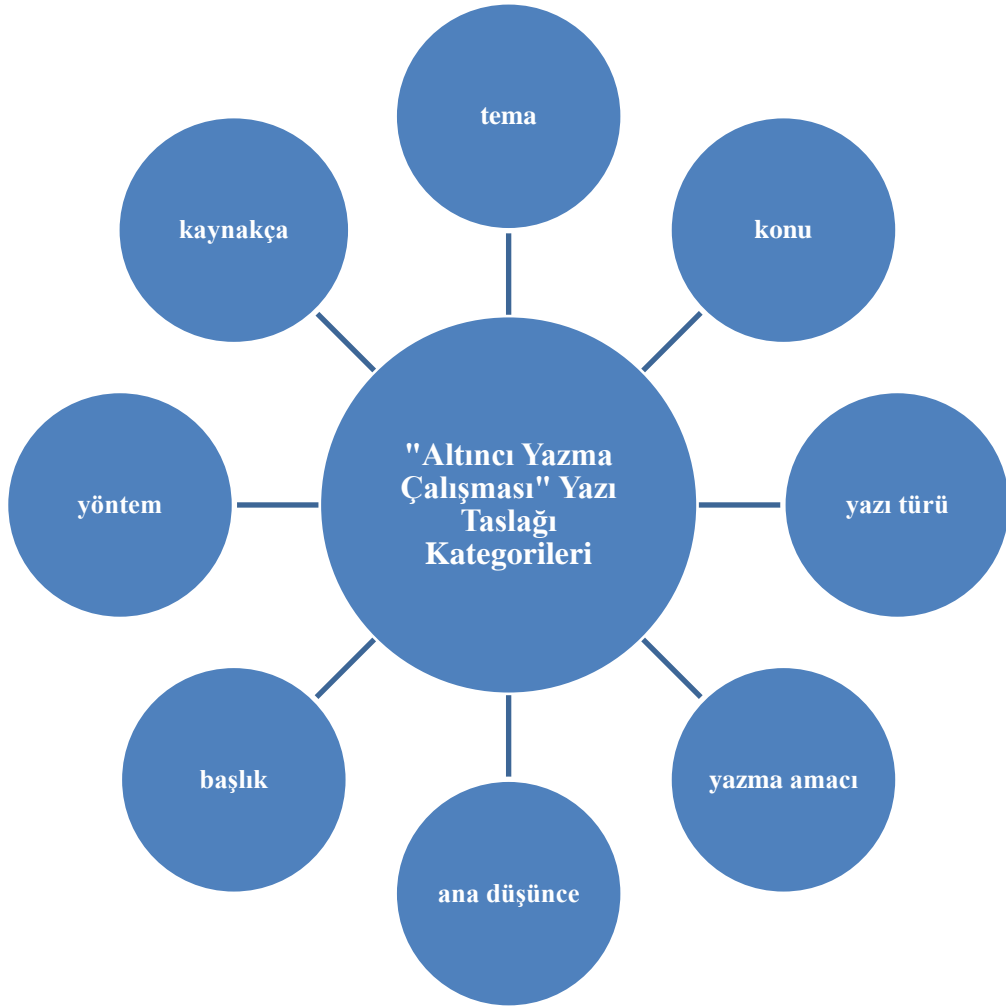 tema
kaynakça
konu
"Altıncı Yazma
Çalışması" Yazı
Taslağı
Kategorileri
yöntem
yazı türü
başlık
yazma amacı
ana düşünce